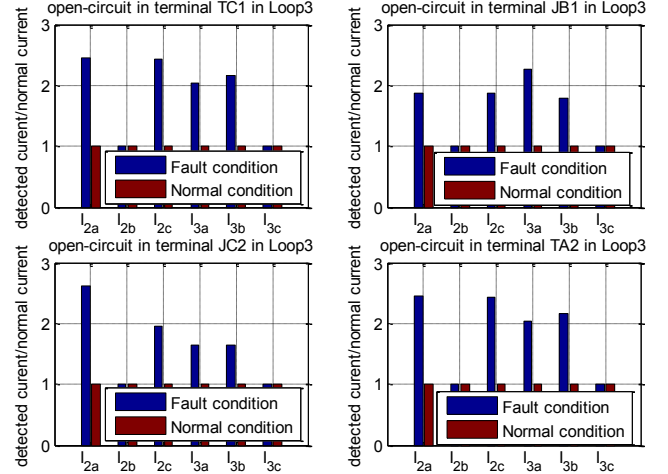 open-circuit in terminal TC1 in Loop3
detected curent/normal current
3
2
1
0
Fault condition
Normal condition
I2a I2b I2c I3a I3b I3c
open-circuit in terminal JB1 in Loop3
detected curent/normal current
3
2
1
0
Fault condition
Normal condition
I2a I2b I2c I3a I3b I3c
open-circuit in terminal JC2 in Loop3
detected curent/normal current
3
2
1
0
Fault condition
Normal condition
I2a I2b I2c I3a I3b I3c
open-circuit in terminal TA2 in Loop3
detected curent/normal current
3
2
1
0
Fault condition
Normal condition
I2a I2b I2c I3a I3b I3c